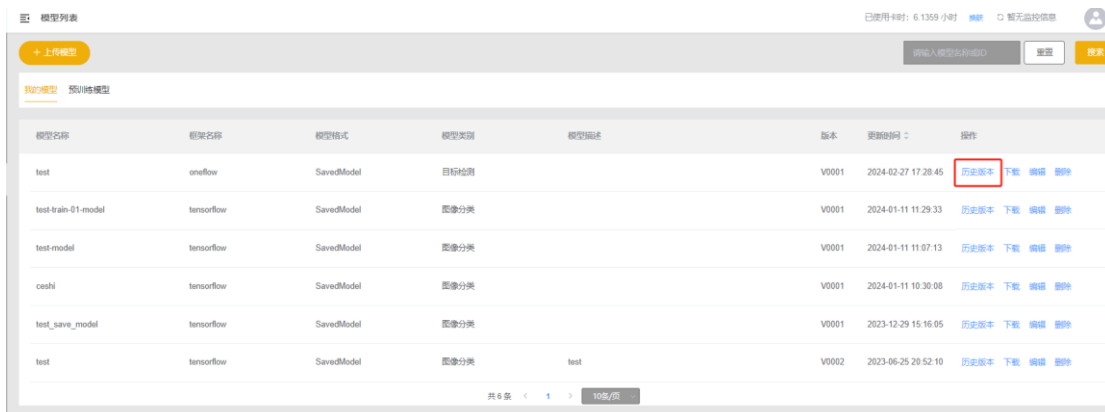 模型列表 已使用卡时：6.1359 小时 暂无监控信息
+ 上传模型 请输入模型名称或ID 重置 搜索
我的模型 预训练模型
模型名称 框架名称 模型格式 模型类别 模型描述 版本 更新时间 操作
test oneflow SavedModel 目标检测 V0001 2024-02-27 17:28:45 历史版本 下载 编辑 删除
test-train-01-model tensorflow SavedModel 图像分类 V0001 2024-01-11 11:29:33 历史版本 下载 编辑 删除
test-model tensorflow SavedModel 图像分类 V0001 2024-01-11 11:07:13 历史版本 下载 编辑 删除
ceshi tensorflow SavedModel 图像分类 V0001 2024-01-11 10:30:08 历史版本 下载 编辑 删除
test_save_model tensorflow SavedModel 图像分类 V0001 2023-12-29 15:16:05 历史版本 下载 编辑 删除
test tensorflow SavedModel 图像分类 test V0002 2023-06-25 20:52:10 历史版本 下载 编辑 删除
共 6 条 < 1 > 10条/页